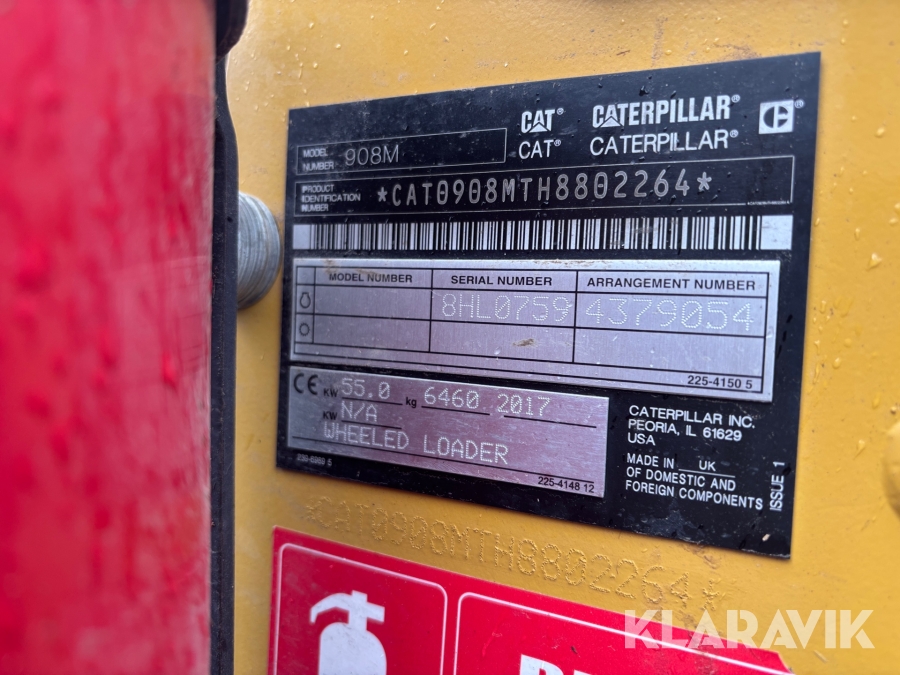 CAT® CATERPILLAR®
CAT® CATERPILLAR®
MODEL NUMBER 908M
PRODUCT IDENTIFICATION NUMBER *CAT0908MTH8802264*
MODEL NUMBER SERIAL NUMBER ARRANGEMENT NUMBER
8HL0759 4379054
225-4150 5
CE KW 55.0 kg 6460 2017
KW N/A
WHEELED LOADER
225-4148 12
CATERPILLAR INC.
PEORIA, IL 61629
USA
MADE IN UK
OF DOMESTIC AND
FOREIGN COMPONENTS
ISSUE 1
*CAT0908MTH8802264*
KLARAVIK